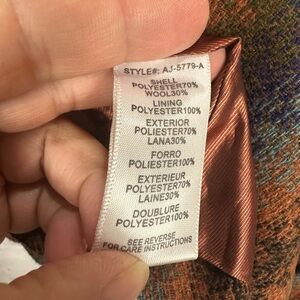 STYLE#: AJ-5779-A
SHELL
POLYESTER70%
WOOL30%
LINING
POLYESTER100%
EXTERIOR
POLIESTER70%
LANA30%
FORRO
POLIESTER100%
EXTERIEUR
POLYESTER70%
LAINE30%
DOUBLURE
POLYESTER100%
SEE REVERSE
FOR CARE INSTRUCTIONS